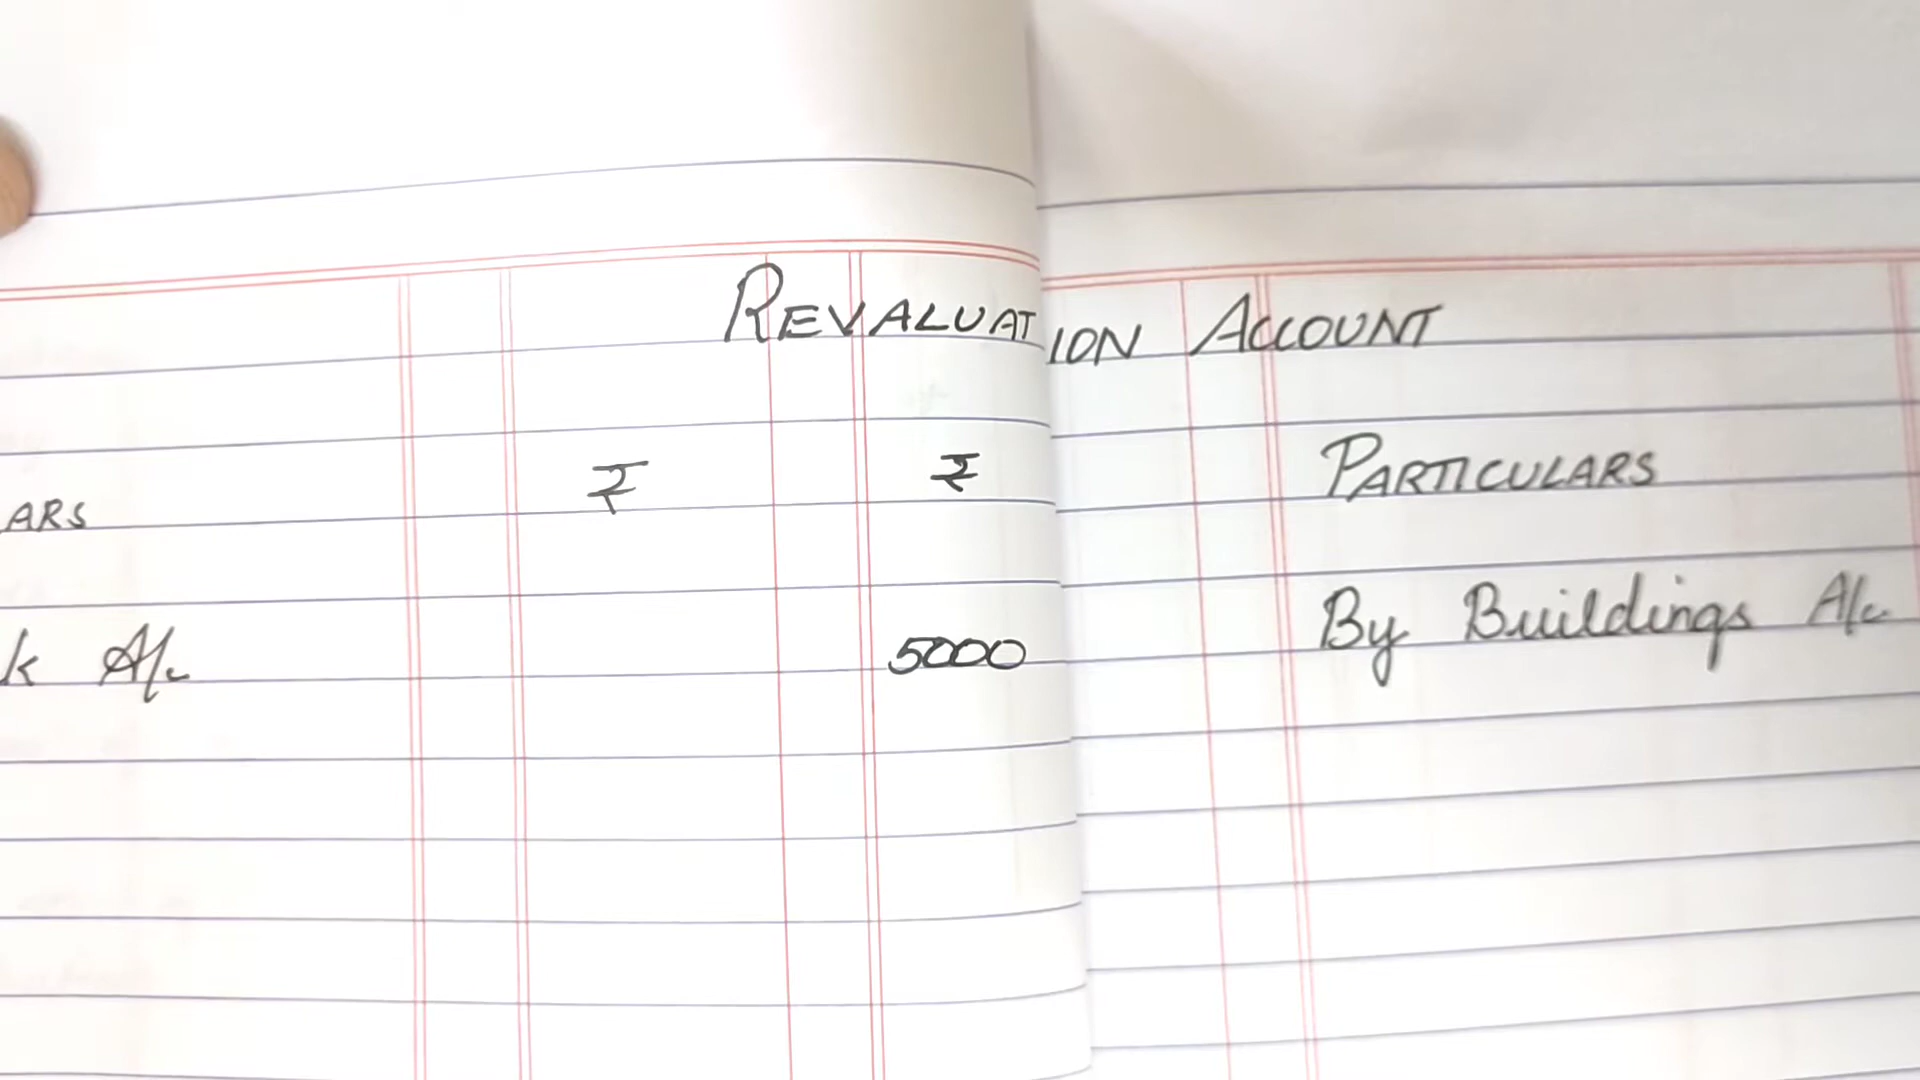 REVALUATION ACCOUNT
ARS ₹ ₹ PARTICULARS
k A/c 5000 By Buildings A/c